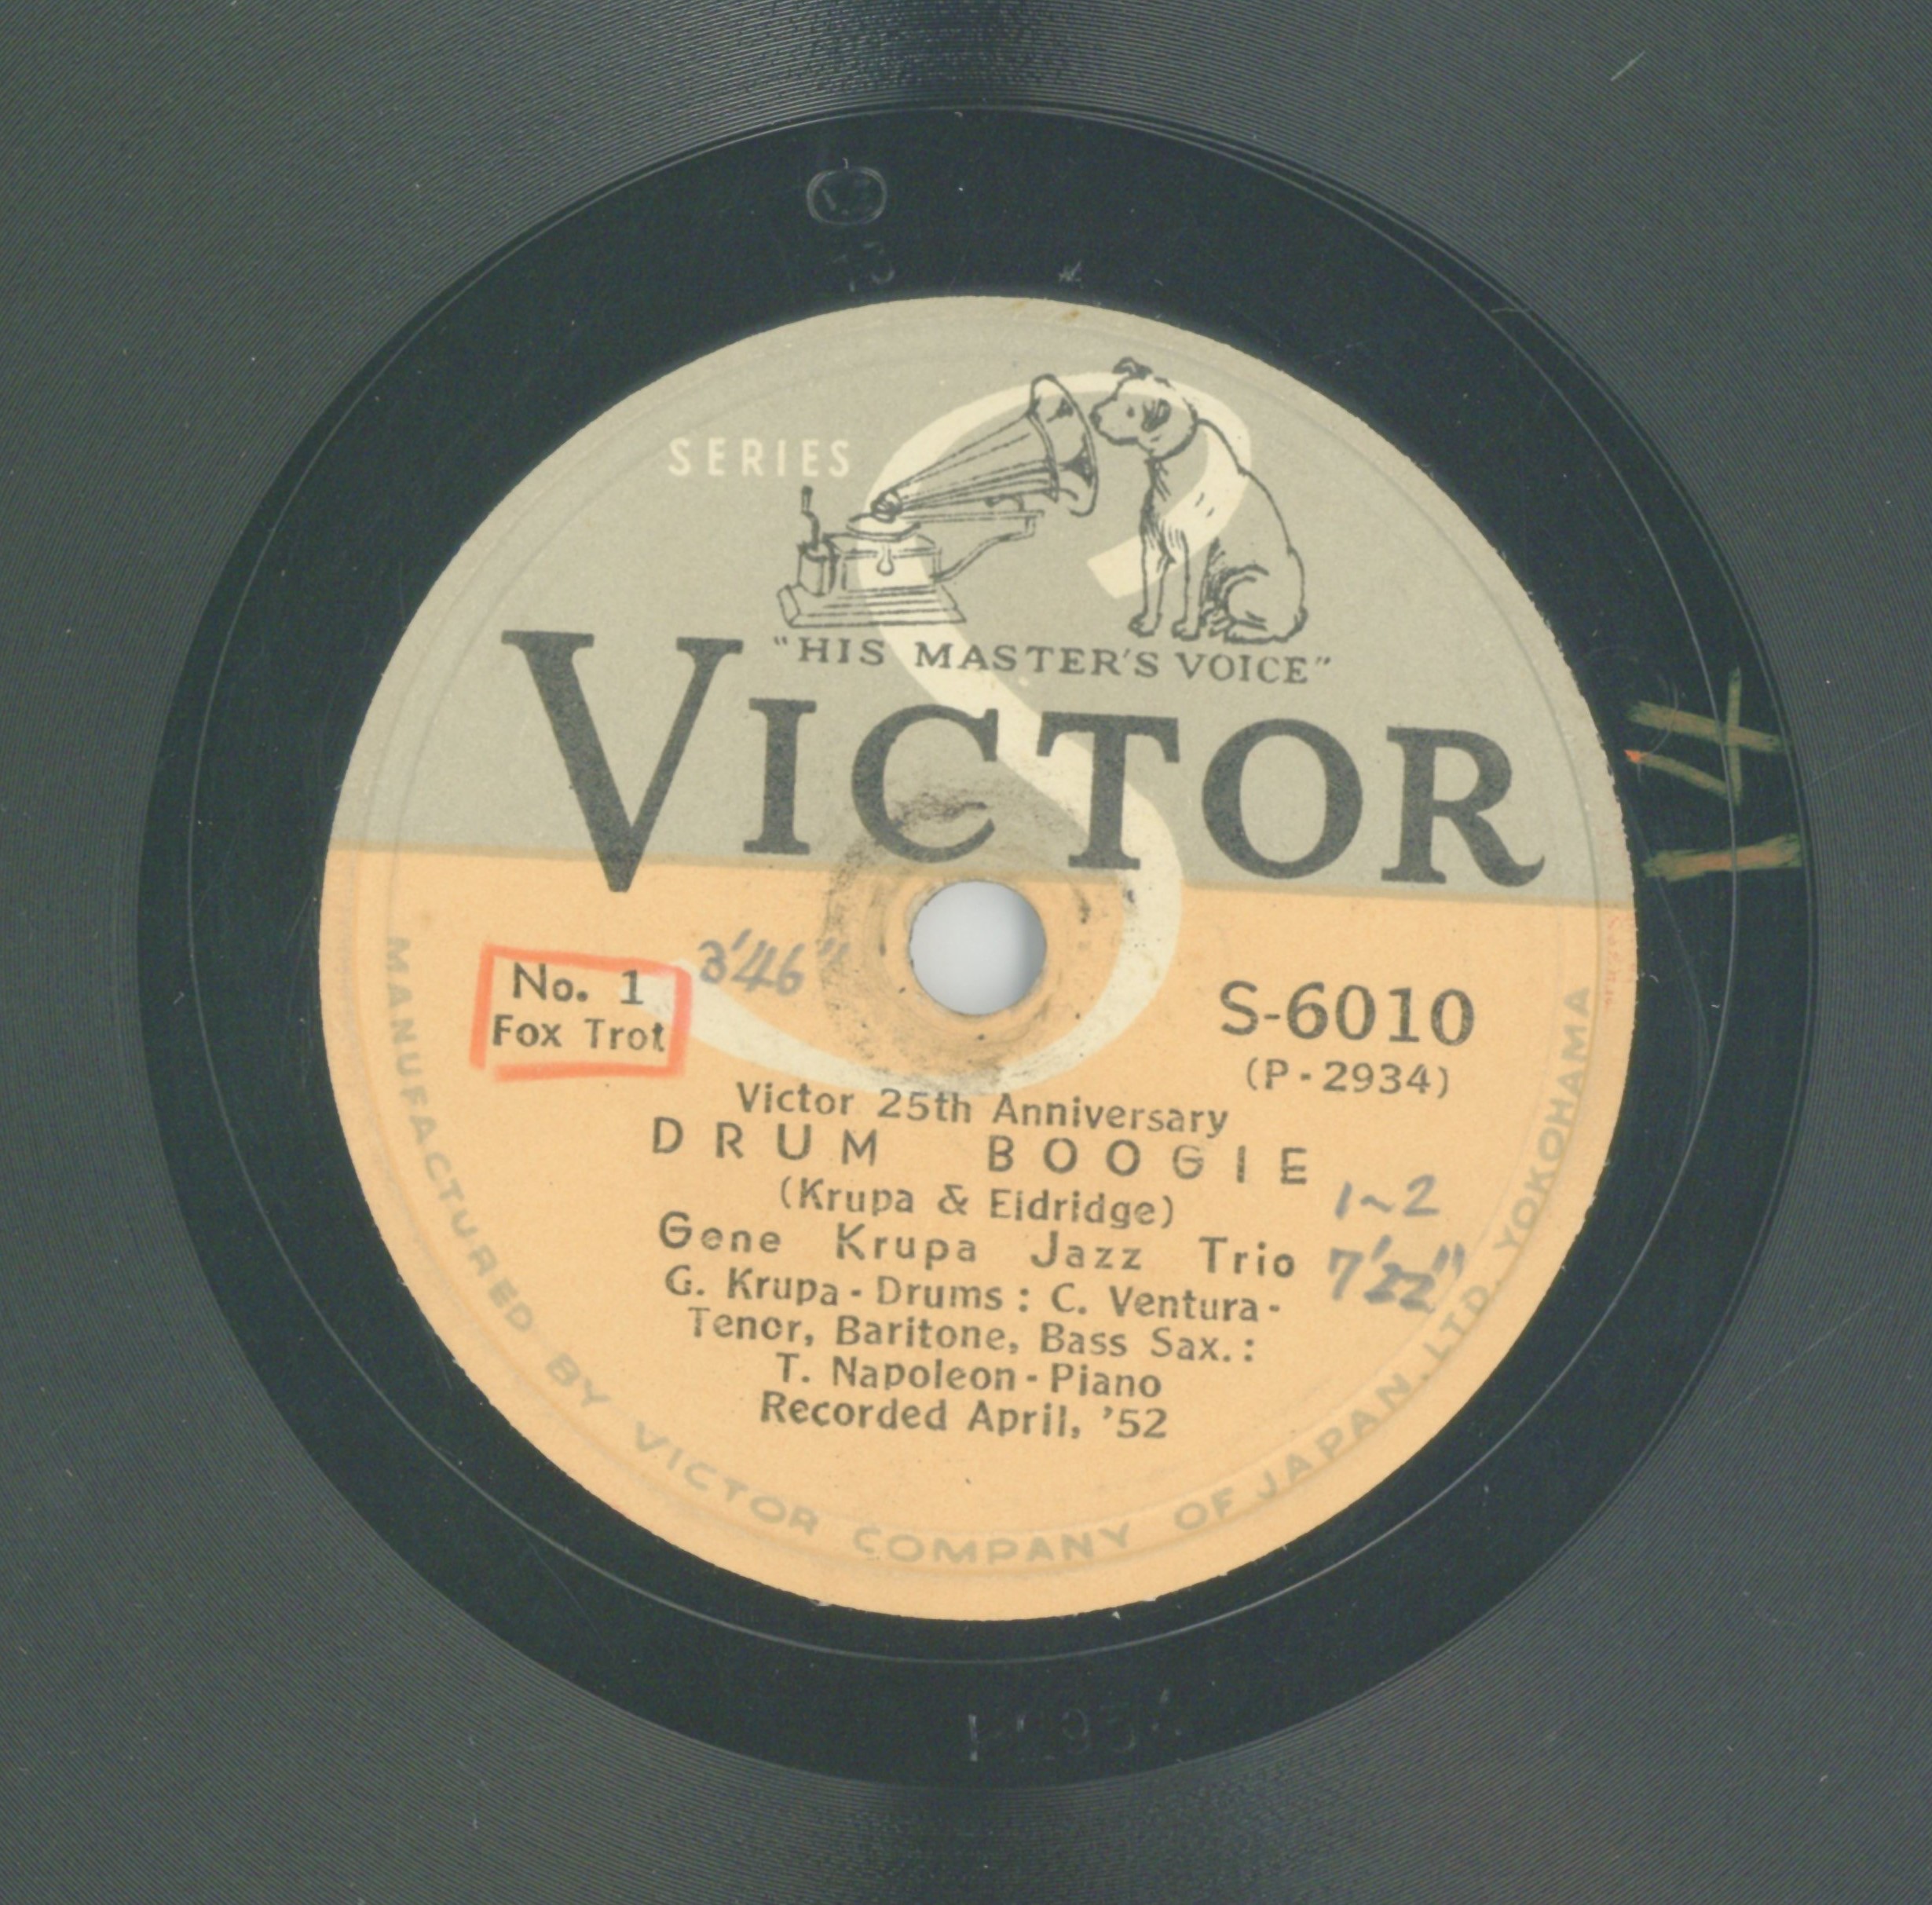 SERIES
"HIS MASTER'S VOICE"
VICTOR
3'46"
No. 1
Fox Trot
S-6010
(P-2934)
Victor 25th Anniversary
DRUM BOOGIE
1~2
(Krupa & Eldridge)
Gene Krupa Jazz Trio
7'22"
G. Krupa-Drums : C. Ventura-
Tenor, Baritone, Bass Sax. :
T. Napoleon-Piano
Recorded April, '52
MANUFACTURED BY VICTOR COMPANY OF JAPAN, LTD. YOKOHAMA